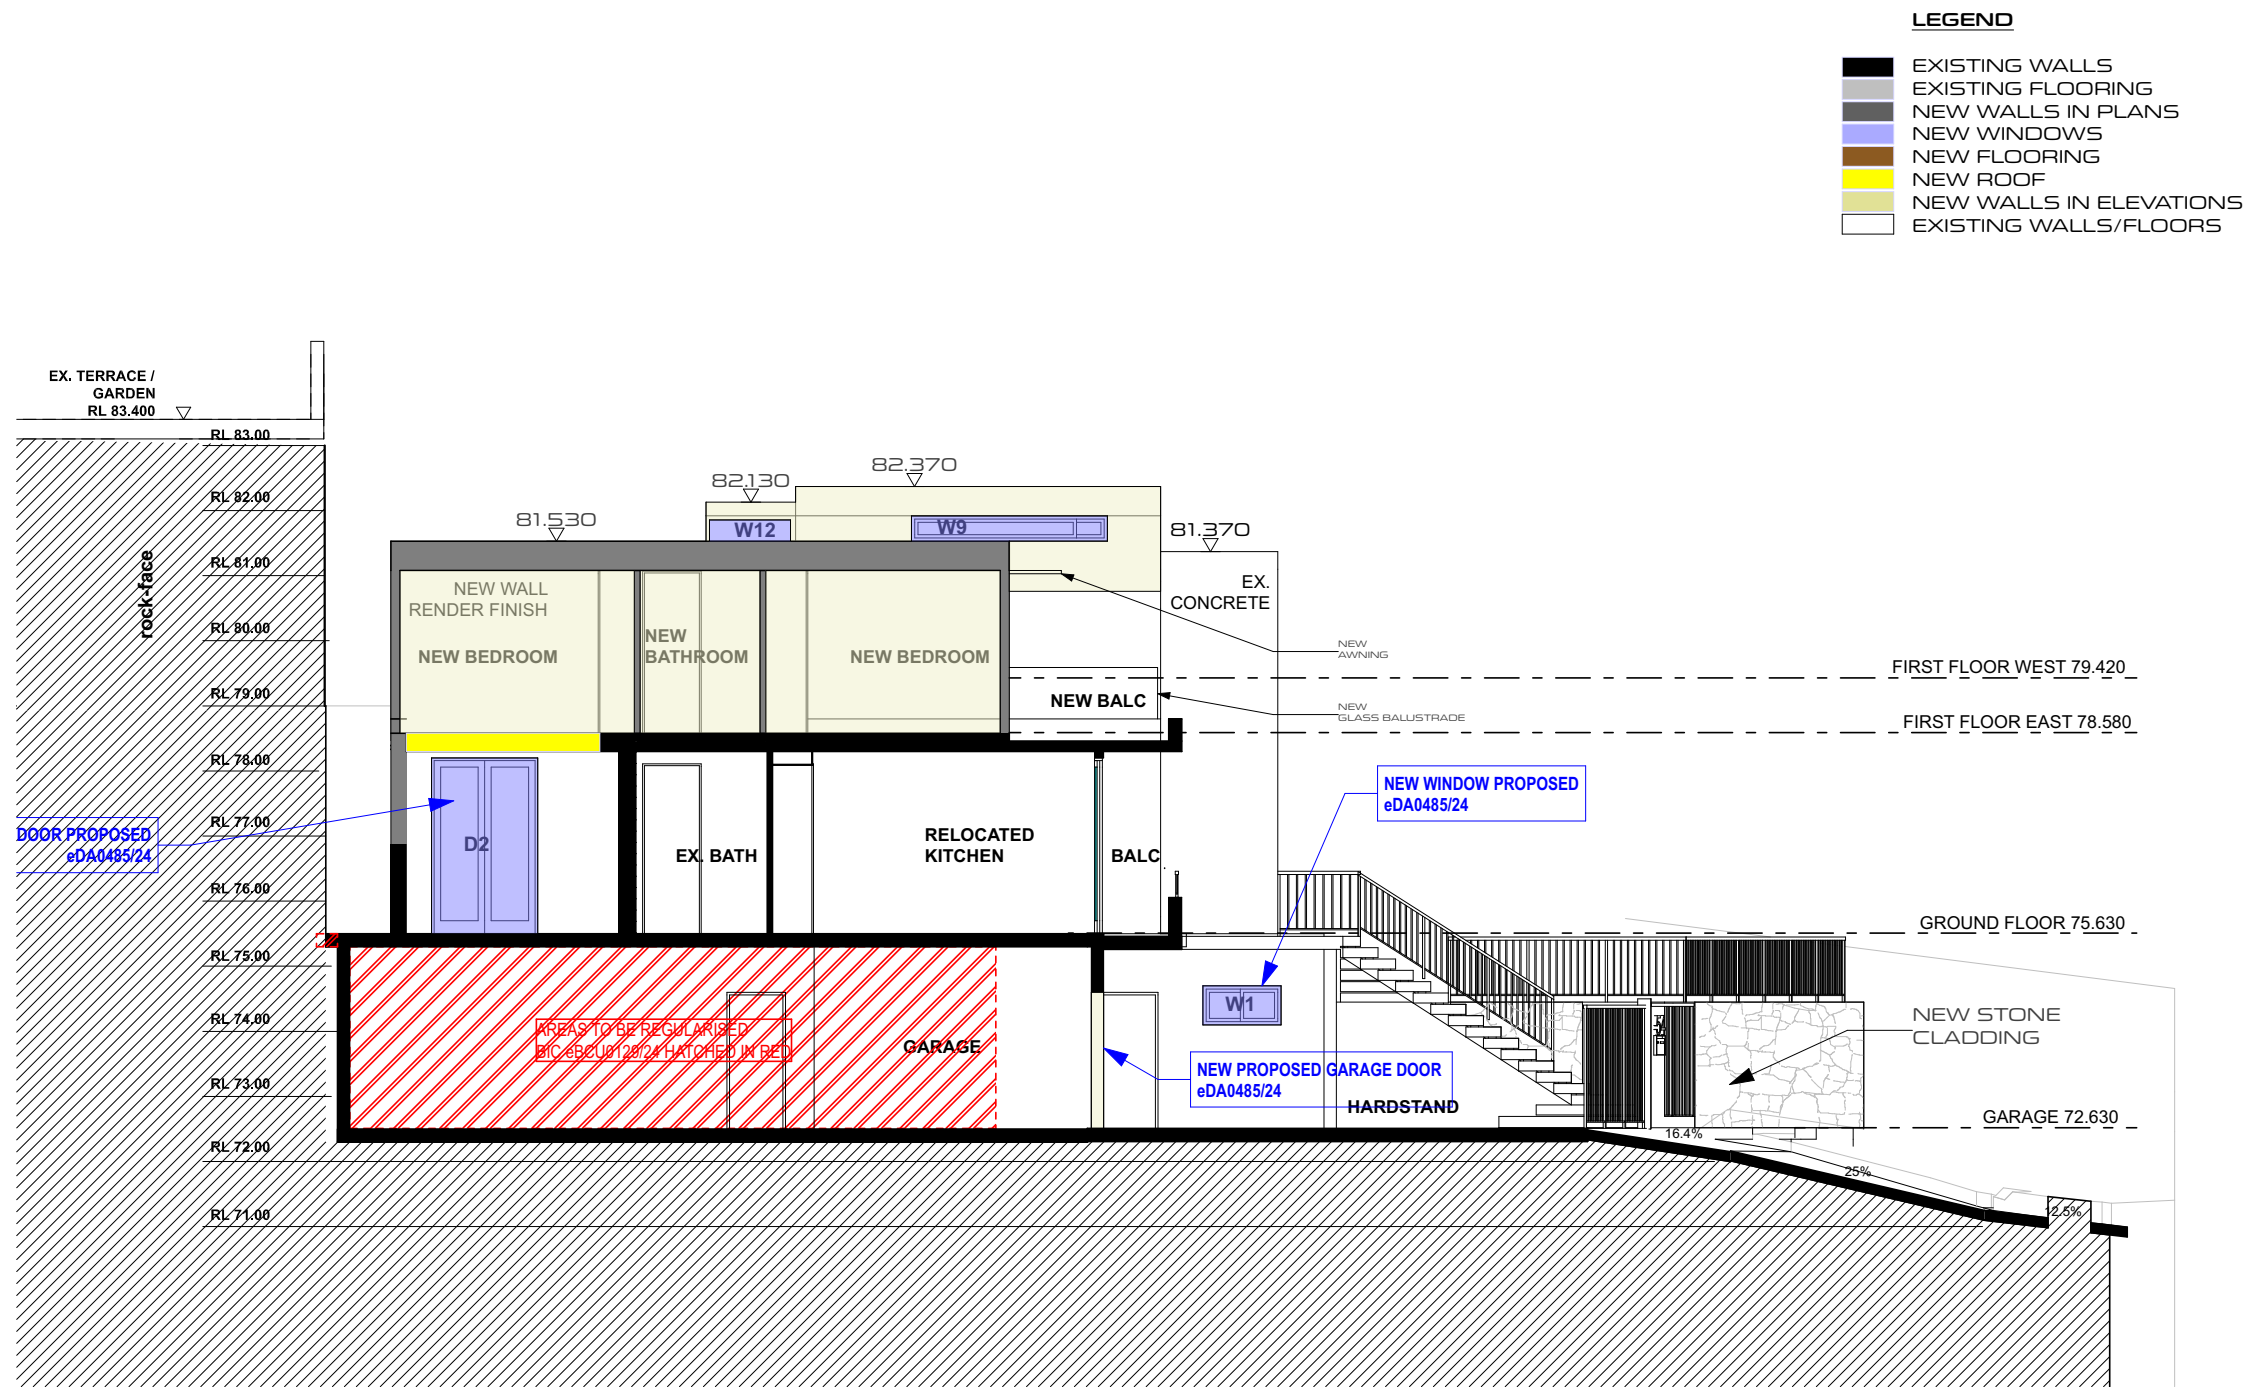 LEGEND
EXISTING WALLS
EXISTING FLOORING
NEW WALLS IN PLANS
NEW WINDOWS
NEW FLOORING
NEW ROOF
NEW WALLS IN ELEVATIONS
EXISTING WALLS/FLOORS
EX. TERRACE /
GARDEN
RL 83.400
RL 83.00
RL 82.00
RL 81.00
RL 80.00
RL 79.00
RL 78.00
RL 77.00
RL 76.00
RL 75.00
RL 74.00
RL 73.00
RL 72.00
RL 71.00
rock-face
81.530
82.130
82.370
81.370
W12
W9
EX.
CONCRETE
NEW WALL
RENDER FINISH
NEW BEDROOM
NEW
BATHROOM
NEW BEDROOM
NEW
AWNING
NEW BALC
NEW
GLASS BALUSTRADE
FIRST FLOOR WEST 79.420
FIRST FLOOR EAST 78.580
NEW WINDOW PROPOSED
eDA0485/24
DOOR PROPOSED
eDA0485/24
D2
EX. BATH
RELOCATED
KITCHEN
BALC.
GROUND FLOOR 75.630
W1
AREAS TO BE REGULARISED
BIC eBCU0129/24 HATCHED IN RED
GARAGE
NEW PROPOSED GARAGE DOOR
eDA0485/24
HARDSTAND
NEW STONE
CLADDING
GARAGE 72.630
16.4%
25%
12.5%